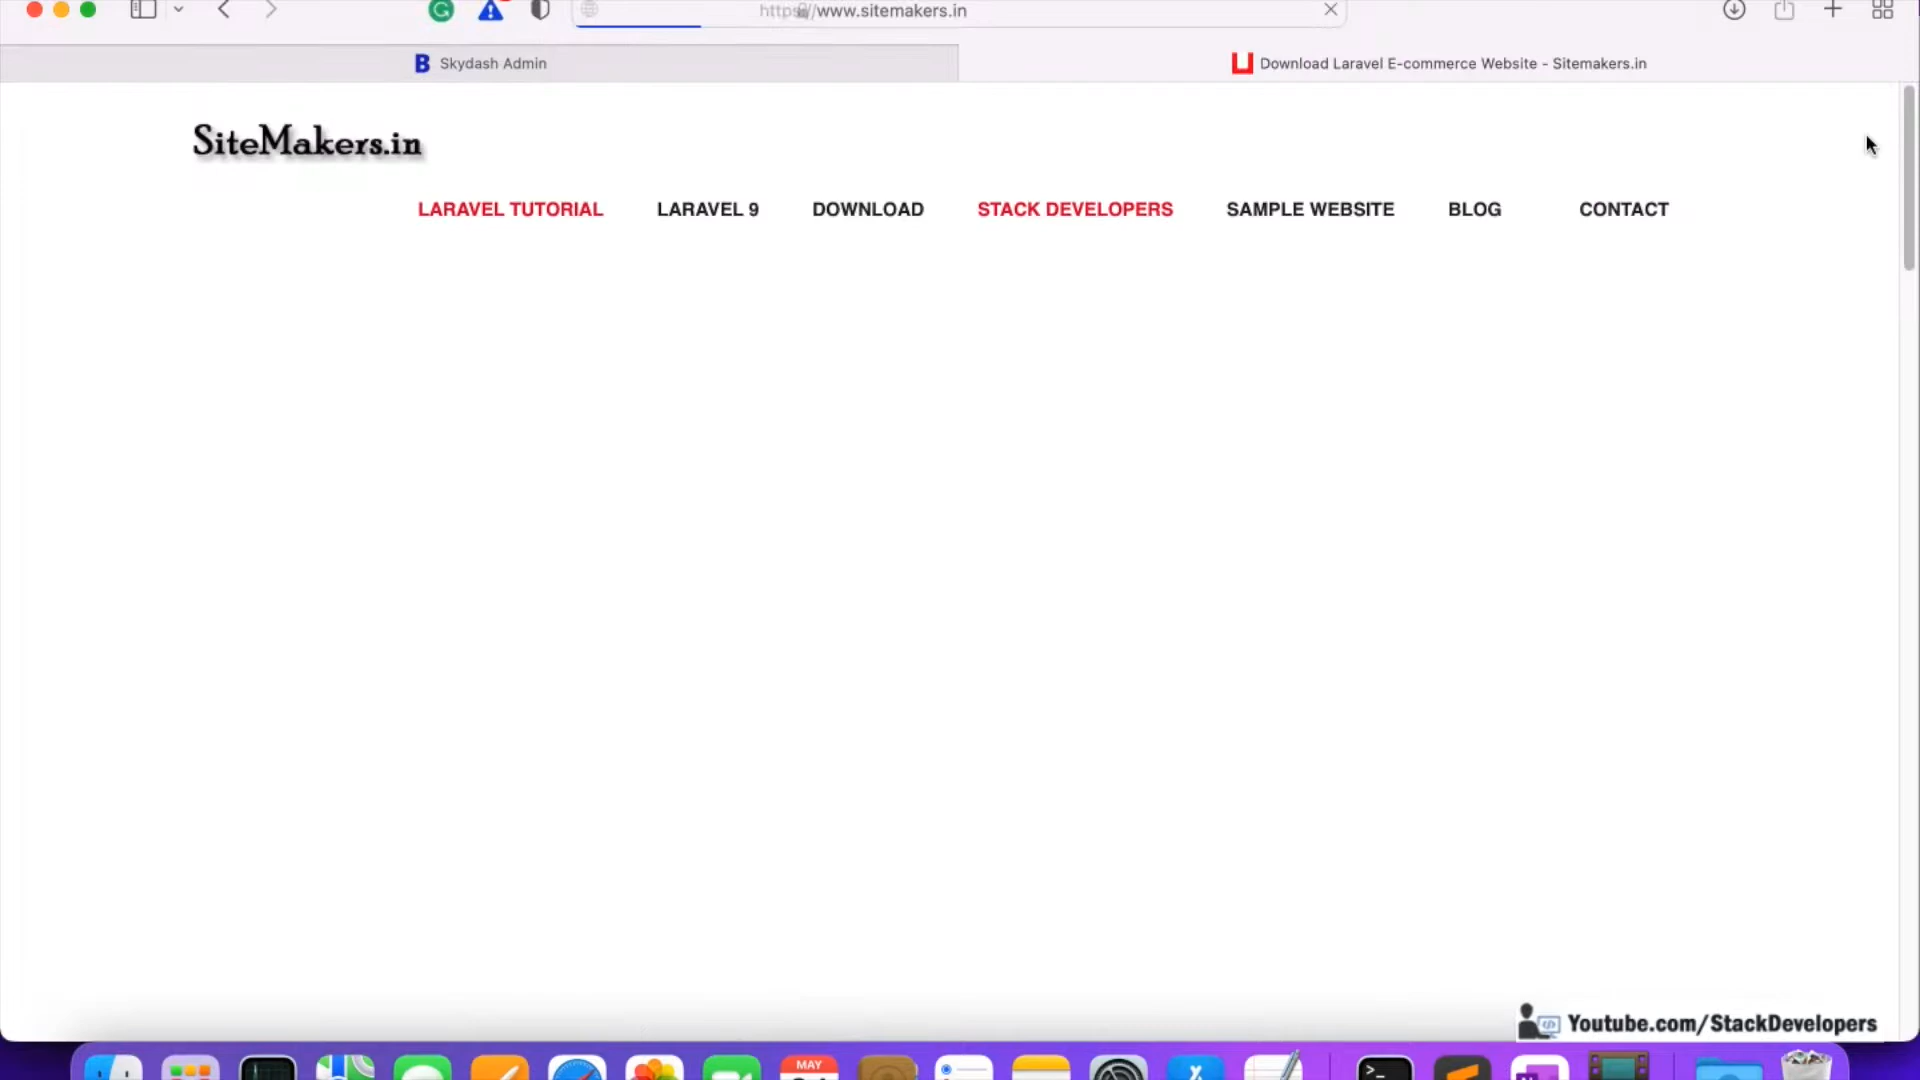 https://www.sitemakers.in
Skydash Admin
Download Laravel E-commerce Website - Sitemakers.in
SiteMakers.in
LARAVEL TUTORIAL LARAVEL 9 DOWNLOAD STACK DEVELOPERS SAMPLE WEBSITE BLOG CONTACT
Youtube.com/StackDevelopers
MAY